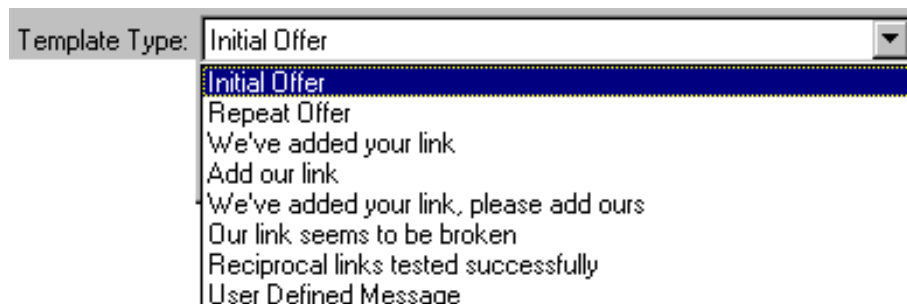 Template Type: Initial Offer
Initial Offer
Repeat Offer
We've added your link
Add our link
We've added your link, please add ours
Our link seems to be broken
Reciprocal links tested successfully
User Defined Message